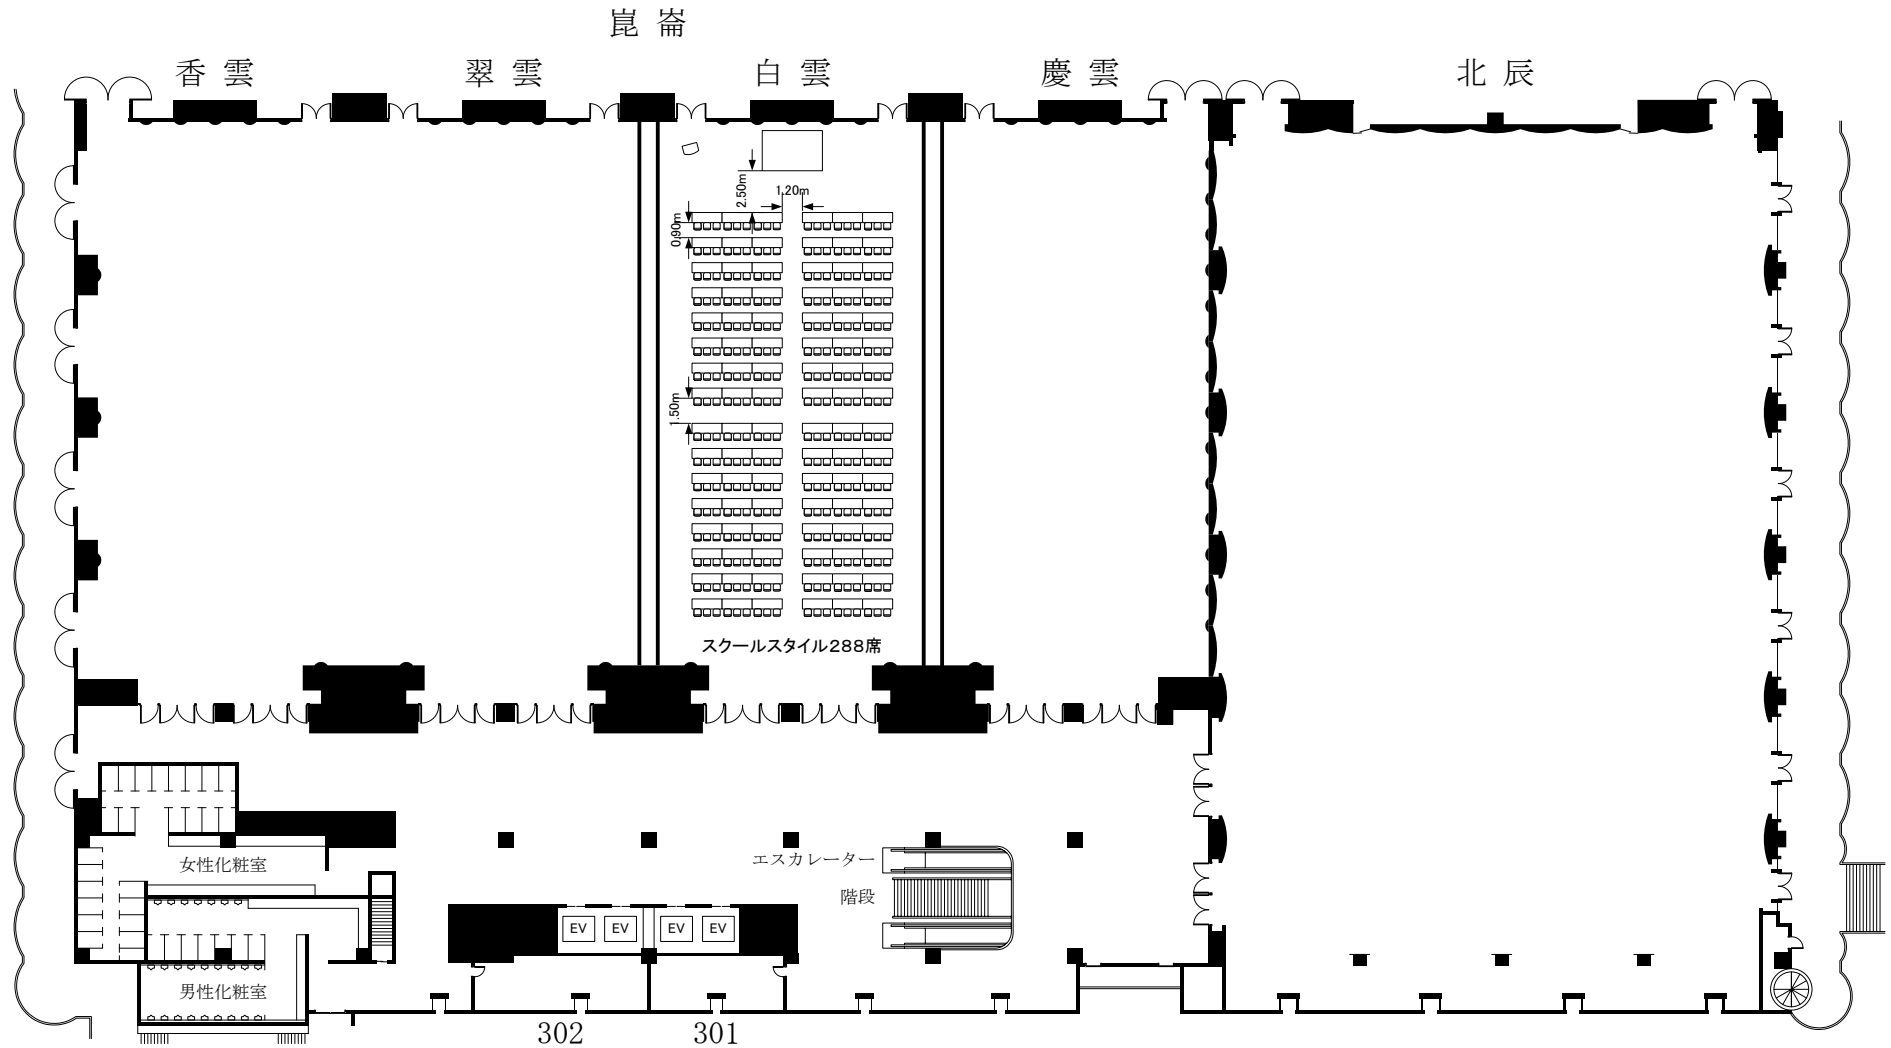 崑崙
香雲 翠雲 白雲 慶雲 北辰
2.50m
1.20m
0.90m
1.50m
スクールスタイル288席
女性化粧室
エスカレーター
階段
EV EV EV EV
男性化粧室
302 301